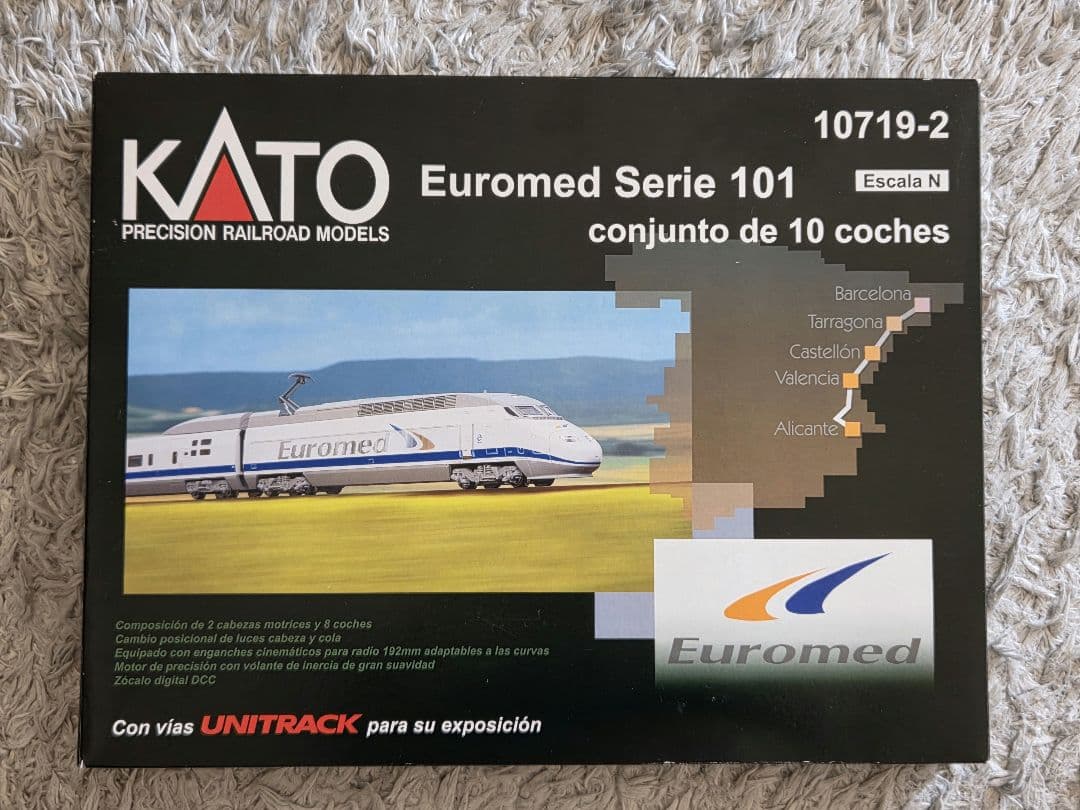 10719-2
KATO
PRECISION RAILROAD MODELS
Euromed Serie 101
Escala N
conjunto de 10 coches
Barcelona
Tarragona
Castellón
Valencia
Alicante
Euromed
Euromed
Composición de 2 cabezas motrices y 8 coches
Cambio posicional de luces cabeza y cola
Equipado con enganches cinemáticos para radio 192mm adaptables a las curvas
Motor de precisión con vólante de inercia de gran suavidad
Zócalo digital DCC
Con vías UNITRACK para su exposición